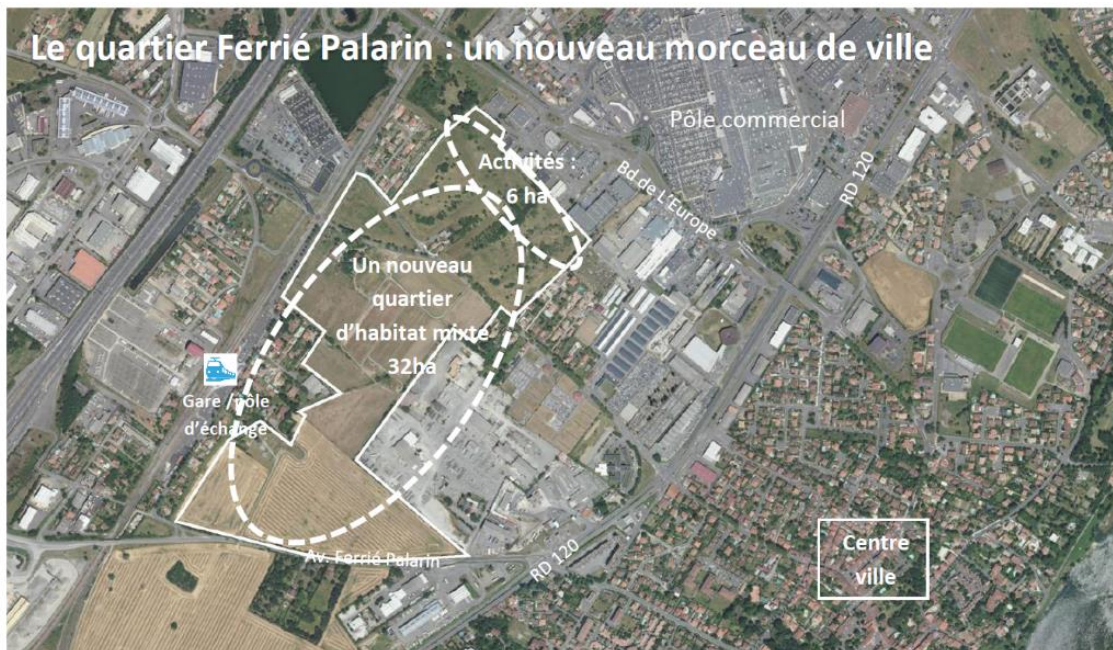 Le quartier Ferrié Palarin : un nouveau morceau de ville
Pôle commercial
Activités :
6 ha
Bd de L'Europe
RD 120
Un nouveau
quartier
d'habitat mixte
32ha
Gare /pôle
d'échange
Av. Ferrié Palarin
RD 120
Centre
ville